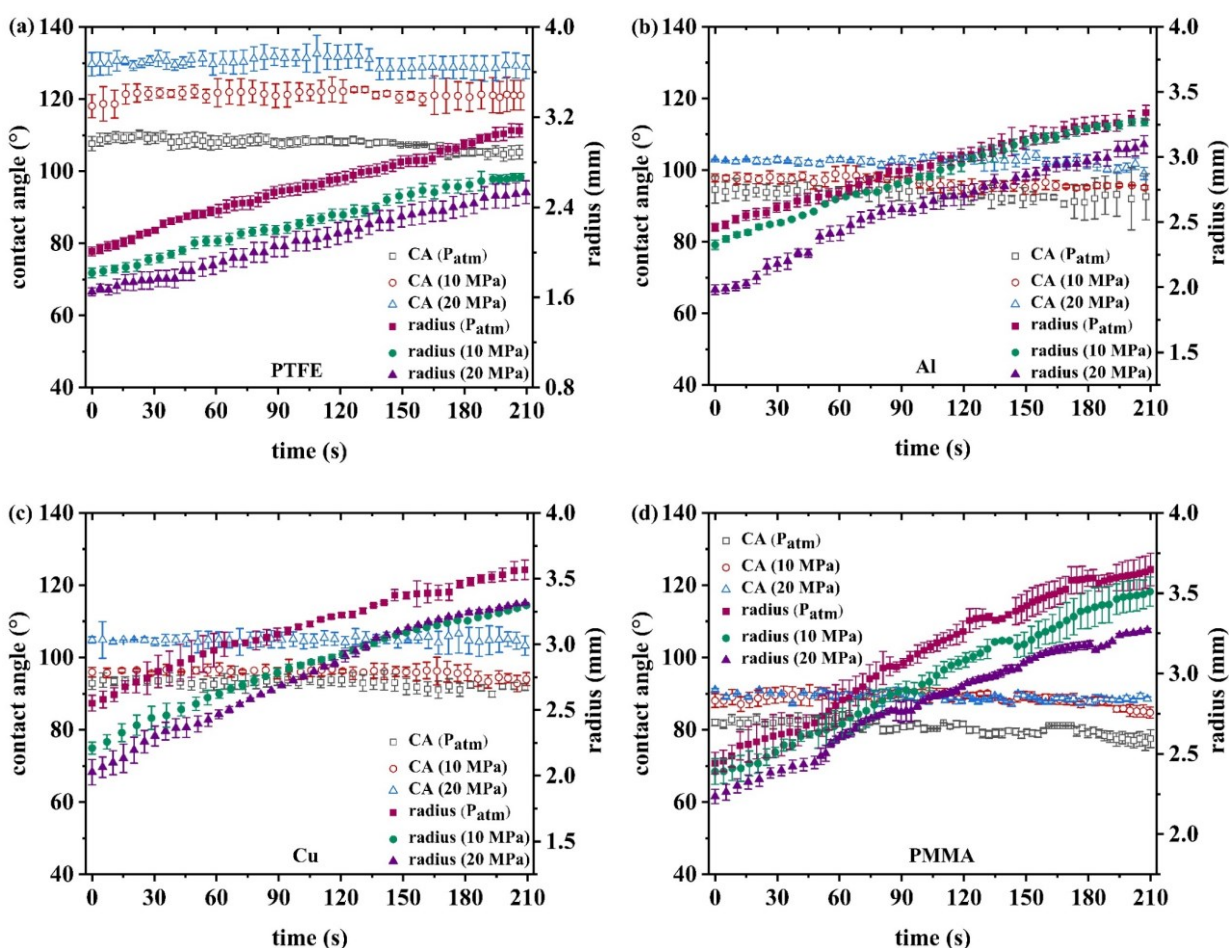 (a)
140
120
100
80
60
40
contact angle (°)
4.0
3.2
2.4
1.6
0.8
radius (mm)
CA (Patm)
CA (10 MPa)
CA (20 MPa)
radius (Patm)
radius (10 MPa)
radius (20 MPa)
PTFE
0 30 60 90 120 150 180 210
time (s)
(b)
140
120
100
80
60
40
contact angle (°)
4.0
3.5
3.0
2.5
2.0
1.5
radius (mm)
CA (Patm)
CA (10 MPa)
CA (20 MPa)
radius (Patm)
radius (10 MPa)
radius (20 MPa)
Al
0 30 60 90 120 150 180 210
time (s)
(c)
140
120
100
80
60
40
contact angle (°)
4.0
3.5
3.0
2.5
2.0
1.5
radius (mm)
CA (Patm)
CA (10 MPa)
CA (20 MPa)
radius (Patm)
radius (10 MPa)
radius (20 MPa)
Cu
0 30 60 90 120 150 180 210
time (s)
(d)
140
120
100
80
60
40
contact angle (°)
4.0
3.5
3.0
2.5
2.0
radius (mm)
CA (Patm)
CA (10 MPa)
CA (20 MPa)
radius (Patm)
radius (10 MPa)
radius (20 MPa)
PMMA
0 30 60 90 120 150 180 210
time (s)